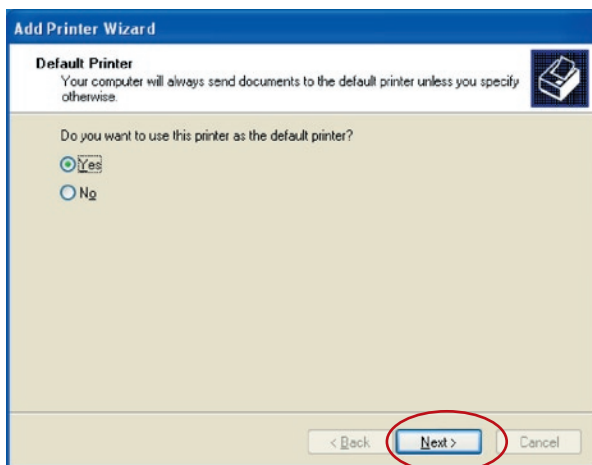 Add Printer Wizard
Default Printer
Your computer will always send documents to the default printer unless you specify
otherwise.
Do you want to use this printer as the default printer?
Yes
No
< Back
Next >
Cancel